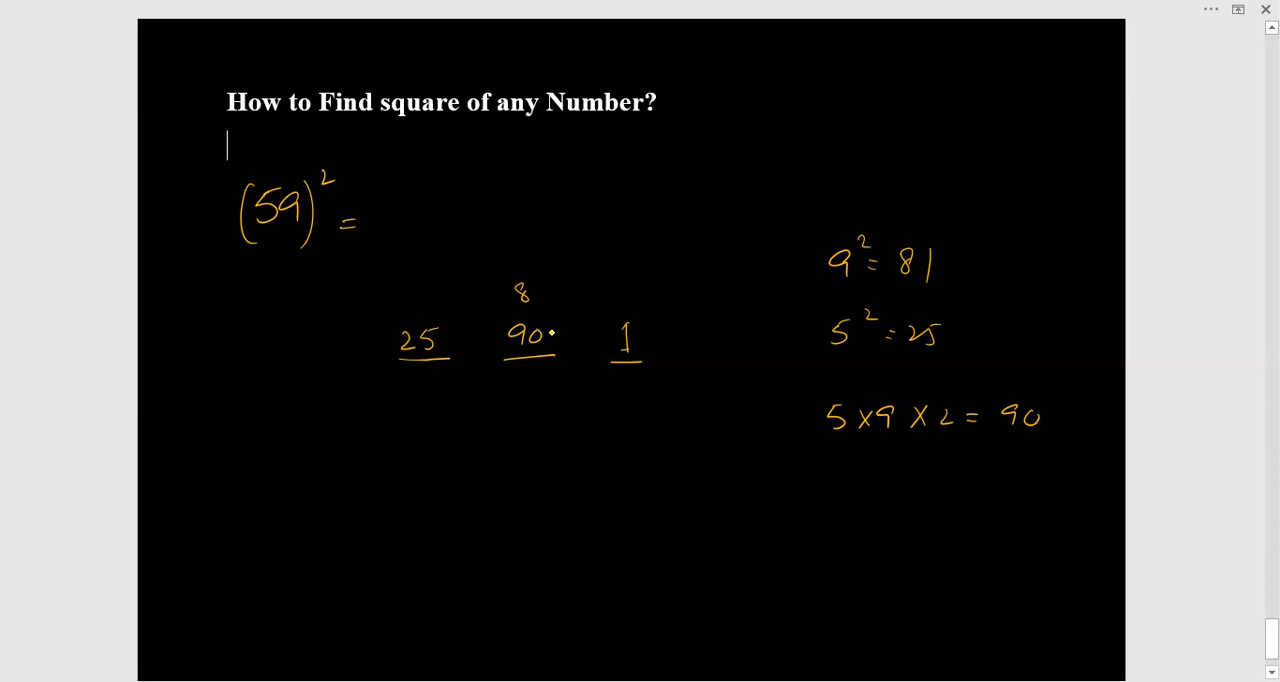 How to Find square of any Number?
(59)² =
9² = 81
8
25 90 1
5² = 25
5 x 9 x 2 = 90